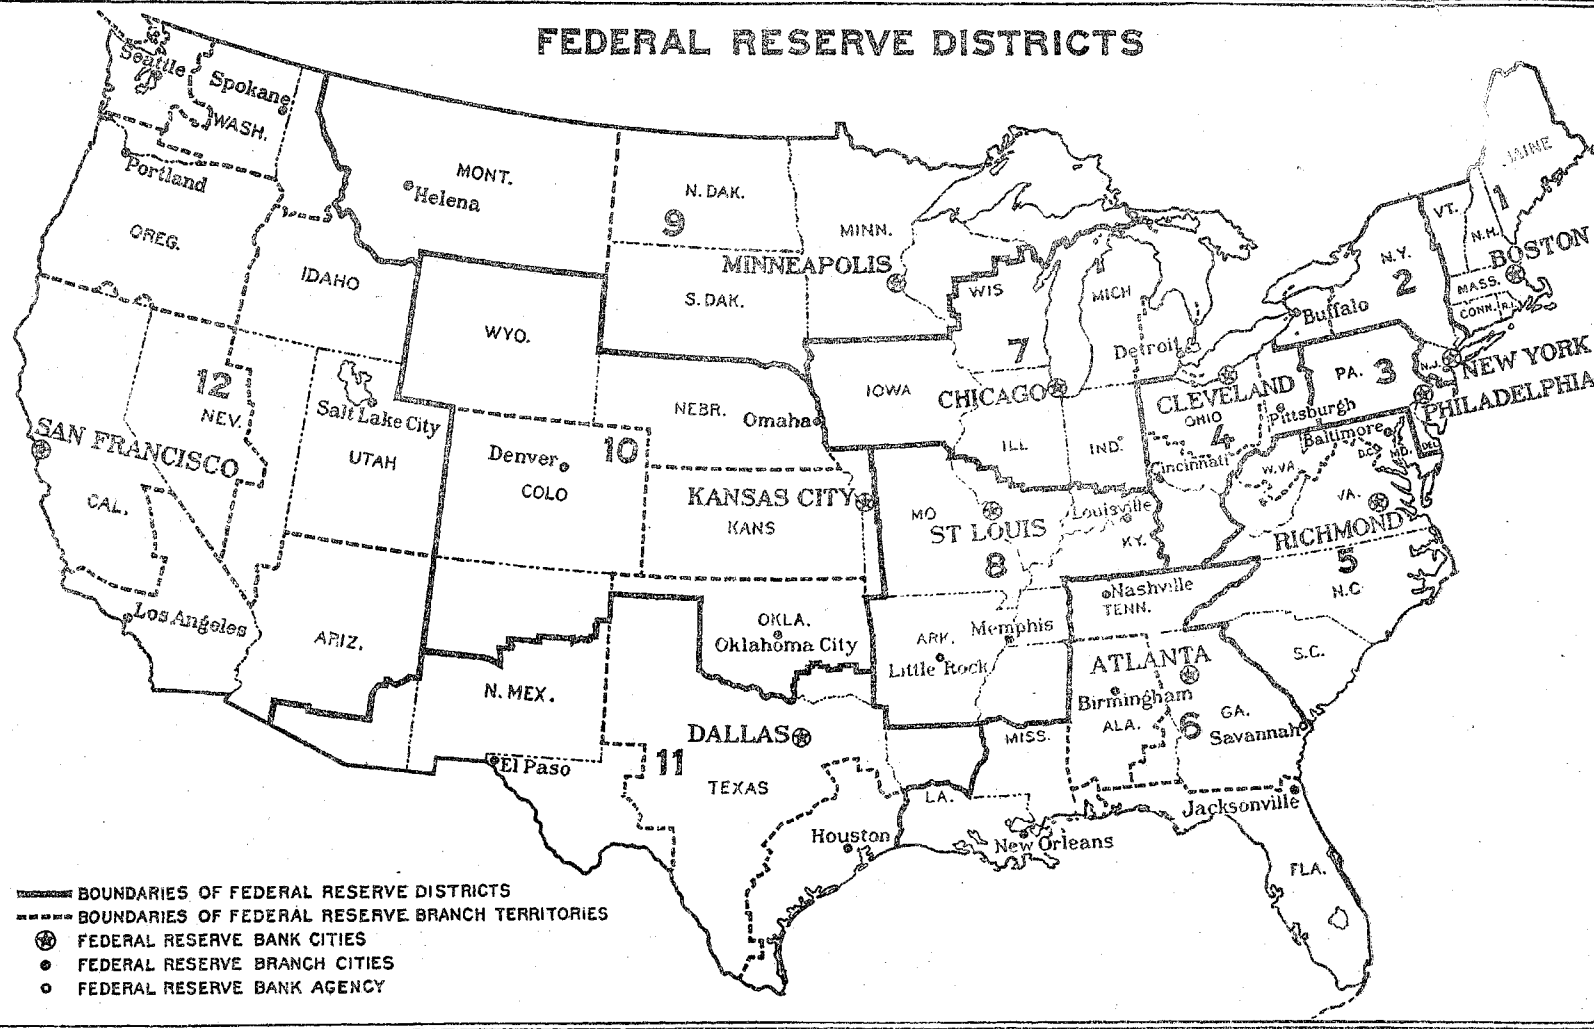 FEDERAL RESERVE DISTRICTS
Seattle
Spokane
WASH.
Portland
OREG.
MONT.
Helena
IDAHO
N. DAK.
9
MINN.
MINNEAPOLIS
S. DAK.
WYO.
WIS
MICH
7
Detroit
MAINE
1
VT.
N.H.
BOSTON
N.Y.
2
MASS.
CONN.
R.I.
Buffalo
12
NEV.
SAN FRANCISCO
CAL.
Salt Lake City
UTAH
Los Angeles
ARIZ.
NEBR.
Omaha
10
Denver
COLO
KANSAS CITY
KANS
IOWA
CHICAGO
ILL
IND.
CLEVELAND
OHIO
4
Cincinnati
Pittsburgh
PA. 3
N.J.
NEW YORK
PHILADELPHIA
Baltimore
D.C.
MD.
DEL
W.VA
VA.
RICHMOND
5
N.C
S.C.
MO
ST LOUIS
8
Louisville
KY.
Nashville
TENN.
OKLA.
Oklahoma City
ARK.
Memphis
Little Rock
ATLANTA
Birmingham
ALA.
6
GA.
Savannah
N. MEX.
El Paso
DALLAS
11
TEXAS
Houston
MISS.
LA.
New Orleans
Jacksonville
FLA.
BOUNDARIES OF FEDERAL RESERVE DISTRICTS
BOUNDARIES OF FEDERAL RESERVE BRANCH TERRITORIES
FEDERAL RESERVE BANK CITIES
FEDERAL RESERVE BRANCH CITIES
FEDERAL RESERVE BANK AGENCY